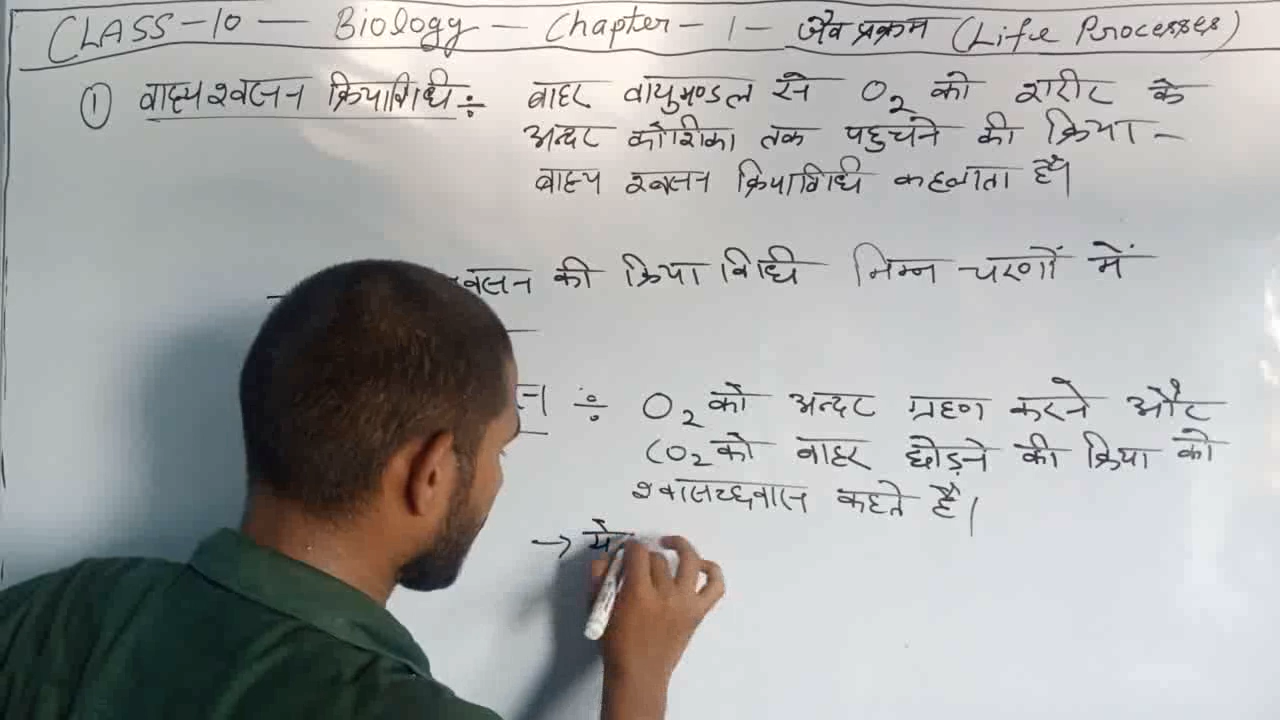 CLASS-10 — Biology — Chapter - 1 - जैव प्रक्रम (Life Processes)
① वाह्य श्वसन क्रियाविधी ÷ बाहर वायुमण्डल से O₂ को शरीर के
अन्दर कोशिका तक पहुचने की क्रिया -
बाह्य श्वसन क्रियाविधी कहलाता है।
श्वसन की क्रिया विधि निम्न चरणों में
÷ O₂ को अन्दर ग्रहण करने और
CO₂ को बाहर छोड़ने की क्रिया को
श्वासच्छवास कहते है।
→ ये